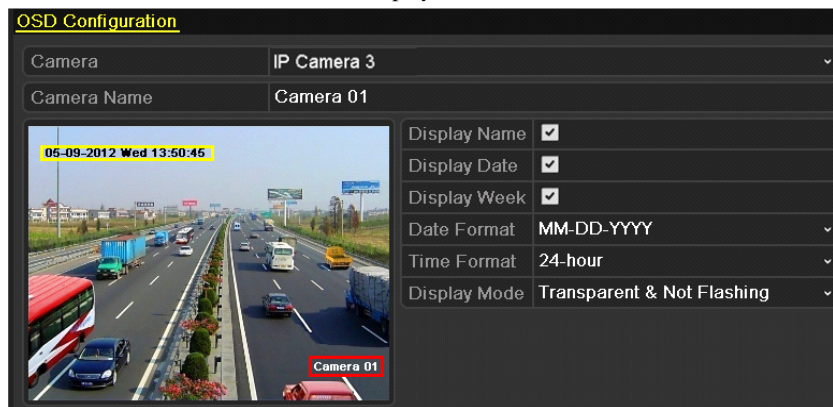 OSD Configuration
Camera IP Camera 3
Camera Name Camera 01
05-09-2012 Wed 13:50:45
Camera 01
Display Name
Display Date
Display Week
Date Format MM-DD-YYYY
Time Format 24-hour
Display Mode Transparent & Not Flashing